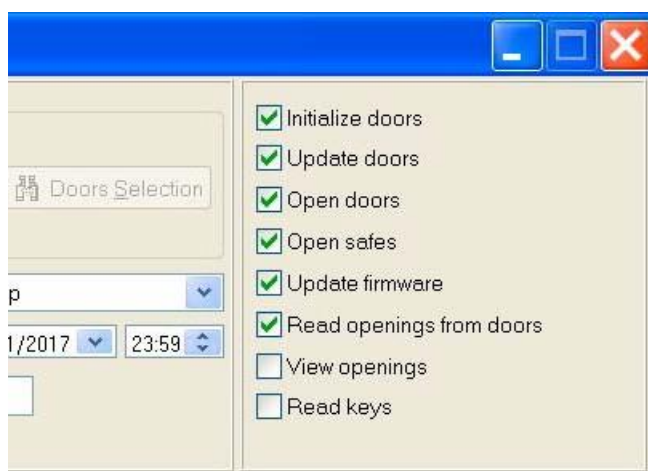 Initialize doors
Update doors
Doors Selection
Open doors
Open safes
Update firmware
p
Read openings from doors
1/2017 23:59
View openings
Read keys